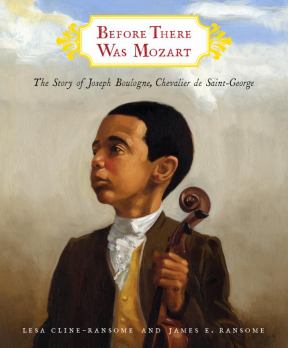 BEFORE THERE
WAS MOZART
The Story of Joseph Boulogne, Chevalier de Saint-George
LESA CLINE-RANSOME AND JAMES E. RANSOME